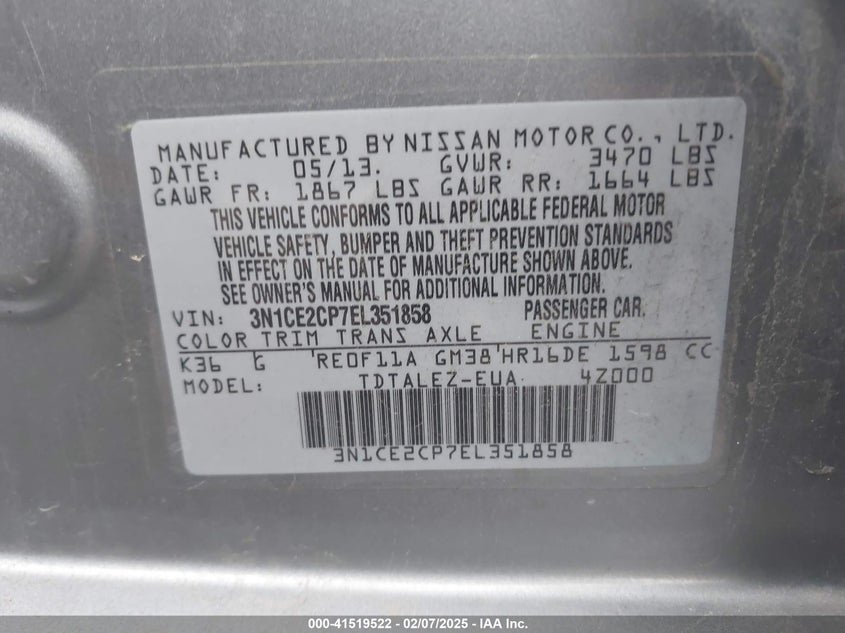 MANUFACTURED BY NISSAN MOTOR CO., LTD.
DATE: 05/13. GVWR: 3470 LBS
GAWR FR: 1867 LBS GAWR RR: 1664 LBS
THIS VEHICLE CONFORMS TO ALL APPLICABLE FEDERAL MOTOR
VEHICLE SAFETY, BUMPER AND THEFT PREVENTION STANDARDS
IN EFFECT ON THE DATE OF MANUFACTURE SHOWN ABOVE.
SEE OWNER'S MANUAL FOR ADDITIONAL INFORMATION.
VIN: 3N1CE2CP7EL351858 PASSENGER CAR.
COLOR TRIM TRANS AXLE ENGINE
K36 G RE0F11A GM38 HR16DE 1598 CC
MODEL: TDTALEZ-EUA 4Z000
3N1CE2CP7EL351858
000-41519522 - 02/07/2025 - IAA Inc.